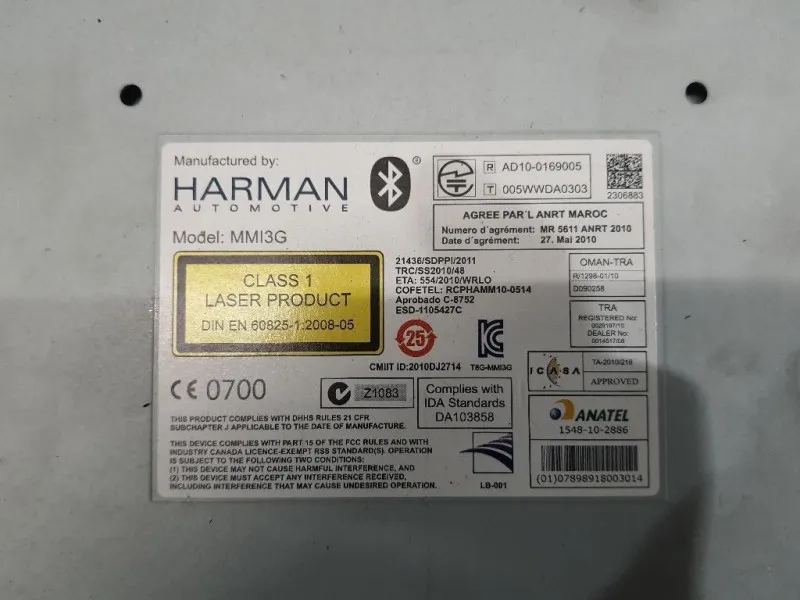 Manufactured by:
HARMAN
AUTOMOTIVE
Model: MMI3G
R AD10-0169005
T 005WWDA0303
2306883
AGREE PAR'L ANRT MAROC
Numero d'agrément: MR 5611 ANRT 2010
Date d'agrément: 27. Mai 2010
CLASS 1
LASER PRODUCT
DIN EN 60825-1:2008-05
21436/SDPPI/2011
TRC/SS2010/48
ETA: 554/2010/WRLO
COFETEL: RCPHAMM10-0514
Aprobado C-8752
ESD-1105427C
25
CMIIT ID:2010DJ2714
T8G-MMI3G
OMAN-TRA
R/1298-01/10
D090258
TRA
REGISTERED No:
DEALER No:
ICASA
TA-2010/218
APPROVED
CE 0700
Z1083
Complies with
IDA Standards
DA103858
ANATEL
1548-10-2886
(01)07898918003014
THIS PRODUCT COMPLIES WITH DHHS RULES 21 CFR
SUBCHAPTER J APPLICABLE TO THE DATE OF MANUFACTURE.
THIS DEVICE COMPLIES WITH PART 15 OF THE FCC RULES AND WITH
INDUSTRY CANADA LICENCE-EXEMPT RSS STANDARD(S). OPERATION
IS SUBJECT TO THE FOLLOWING TWO CONDITIONS:
(1) THIS DEVICE MAY NOT CAUSE HARMFUL INTERFERENCE, AND
(2) THIS DEVICE MUST ACCEPT ANY INTERFERENCE RECEIVED,
INCLUDING INTERFERENCE THAT MAY CAUSE UNDESIRED OPERATION.
LB-001